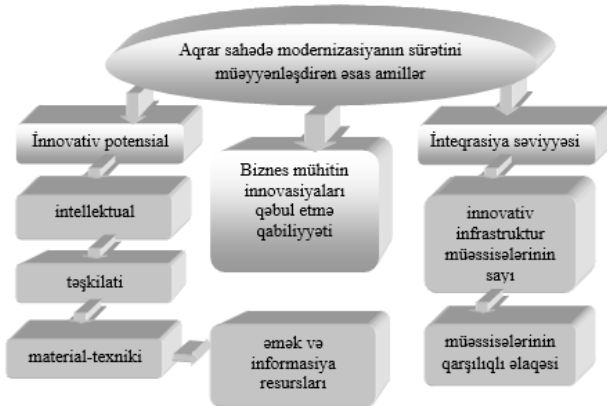 Aqrar sahədə modernizasiyanın sürətini
müəyyənləşdirən əsas amillər
İnnovativ potensial
intellektual
təşkilati
material-texniki
Biznes mühitin
innovasiyaları
qəbul etmə
qabiliyyəti
əmək və
informasiya
resursları
İnteqrasiya səviyyəsi
innovativ
infrastruktur
müəssisələrinin
sayı
müəssisələrinin
qarşılıqlı əlaqəsi